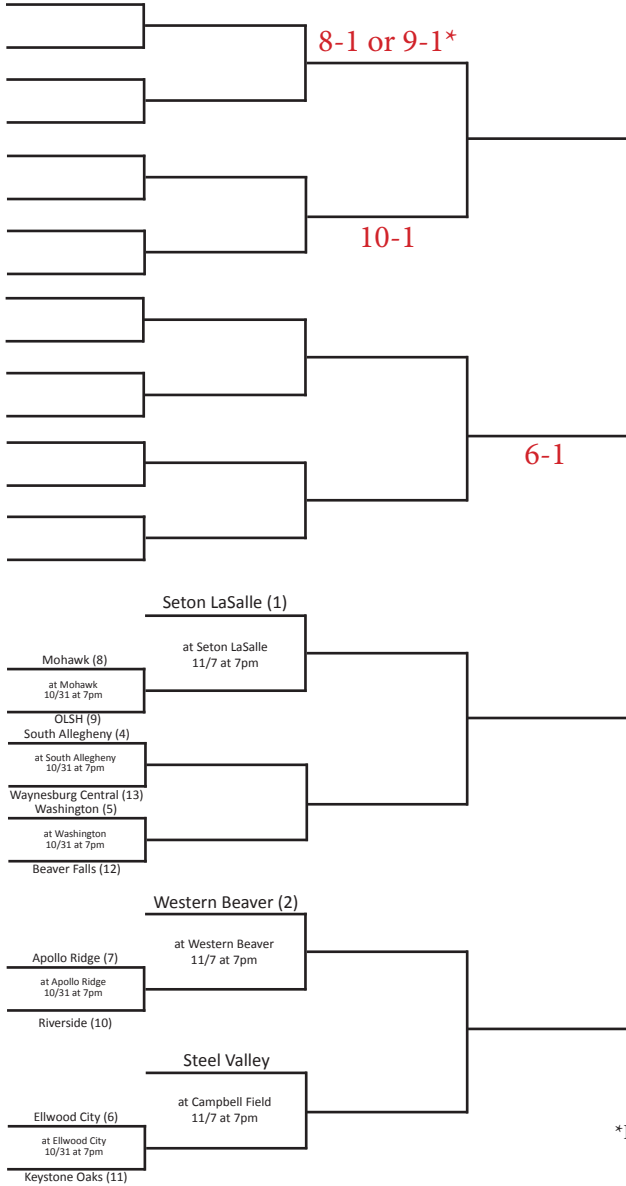 8-1 or 9-1*
10-1
6-1
Seton LaSalle (1)
at Seton LaSalle
11/7 at 7pm
Mohawk (8)
at Mohawk
10/31 at 7pm
OLSH (9)
South Allegheny (4)
at South Allegheny
10/31 at 7pm
Waynesburg Central (13)
Washington (5)
at Washington
10/31 at 7pm
Beaver Falls (12)
Western Beaver (2)
at Western Beaver
11/7 at 7pm
Apollo Ridge (7)
at Apollo Ridge
10/31 at 7pm
Riverside (10)
Steel Valley
at Campbell Field
11/7 at 7pm
Ellwood City (6)
at Ellwood City
10/31 at 7pm
Keystone Oaks (11)